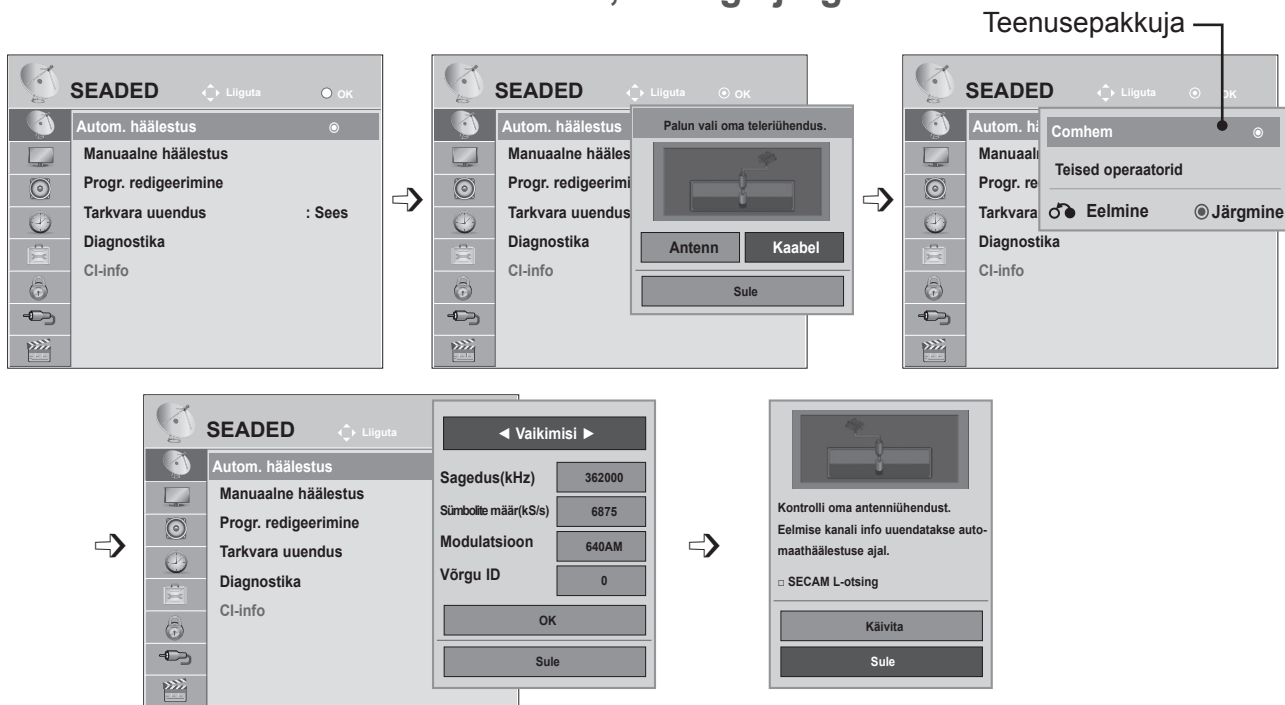 Teenusepakkuja
SEADED Liiguta OK
Autom. häälestus
Manuaalne häälestus
Progr. redigeerimine
Tarkvara uuendus : Sees
Diagnostika
CI-info
SEADED Liiguta OK
Autom. häälestus
Manuaalne hääles
Progr. redigeerimi
Tarkvara uuendus
Diagnostika
CI-info
Palun vali oma teleriühendus.
Antenn Kaabel
Sule
SEADED Liiguta OK
Autom. hä
Manuaal
Progr. re
Tarkvara
Diagnostika
CI-info
Comhem
Teised operaatorid
Eelmine Järgmine
SEADED Liiguta
Autom. häälestus
Manuaalne häälestus
Progr. redigeerimine
Tarkvara uuendus
Diagnostika
CI-info
◄ Vaikimisi ►
Sagedus(kHz) 362000
Sümbolite määr(kS/s) 6875
Modulatsioon 640AM
Võrgu ID 0
OK
Sule
Kontrolli oma antenniühendust.
Eelmise kanali info uuendatakse auto-
maathäälestuse ajal.
□ SECAM L-otsing
Käivita
Sule